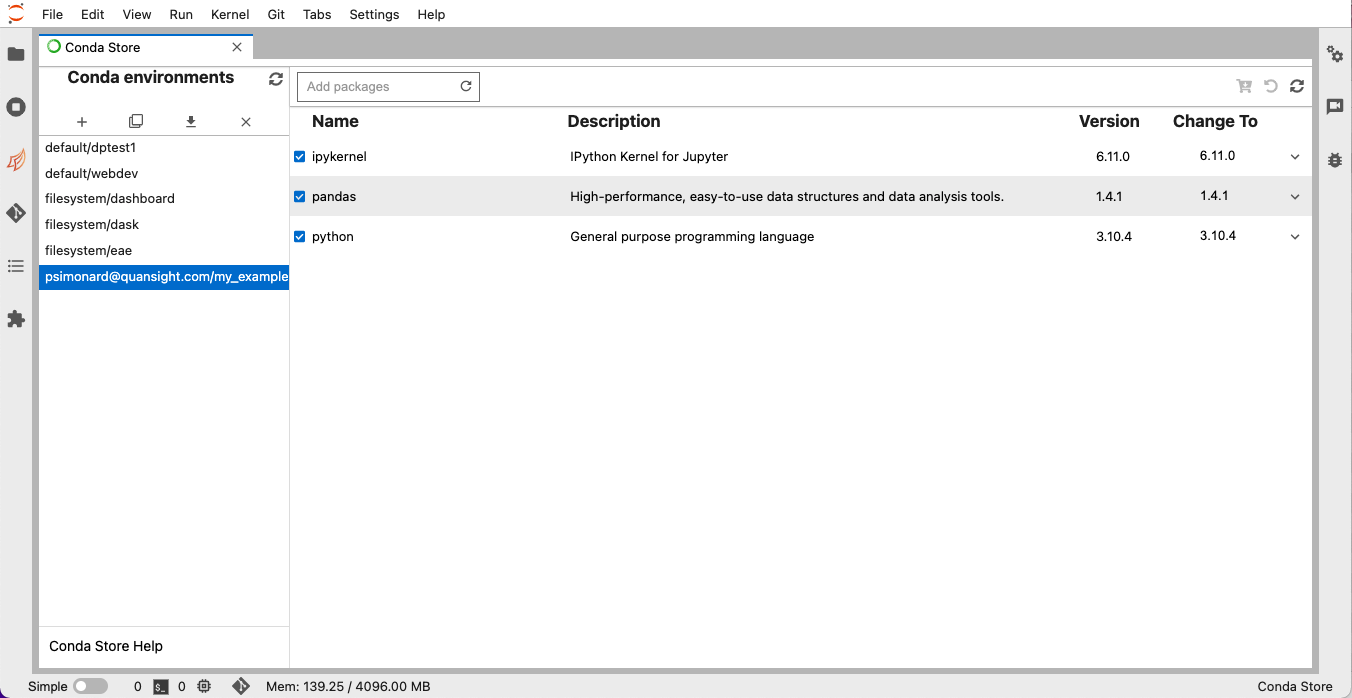 File Edit View Run Kernel Git Tabs Settings Help
Conda Store
Conda environments
Add packages
Name Description Version Change To
default/dptest1
default/webdev
filesystem/dashboard
filesystem/dask
filesystem/eae
psimonard@quansight.com/my_example
ipykernel IPython Kernel for Jupyter 6.11.0 6.11.0
pandas High-performance, easy-to-use data structures and data analysis tools. 1.4.1 1.4.1
python General purpose programming language 3.10.4 3.10.4
Conda Store Help
Simple 0 $_ 0 Mem: 139.25 / 4096.00 MB Conda Store